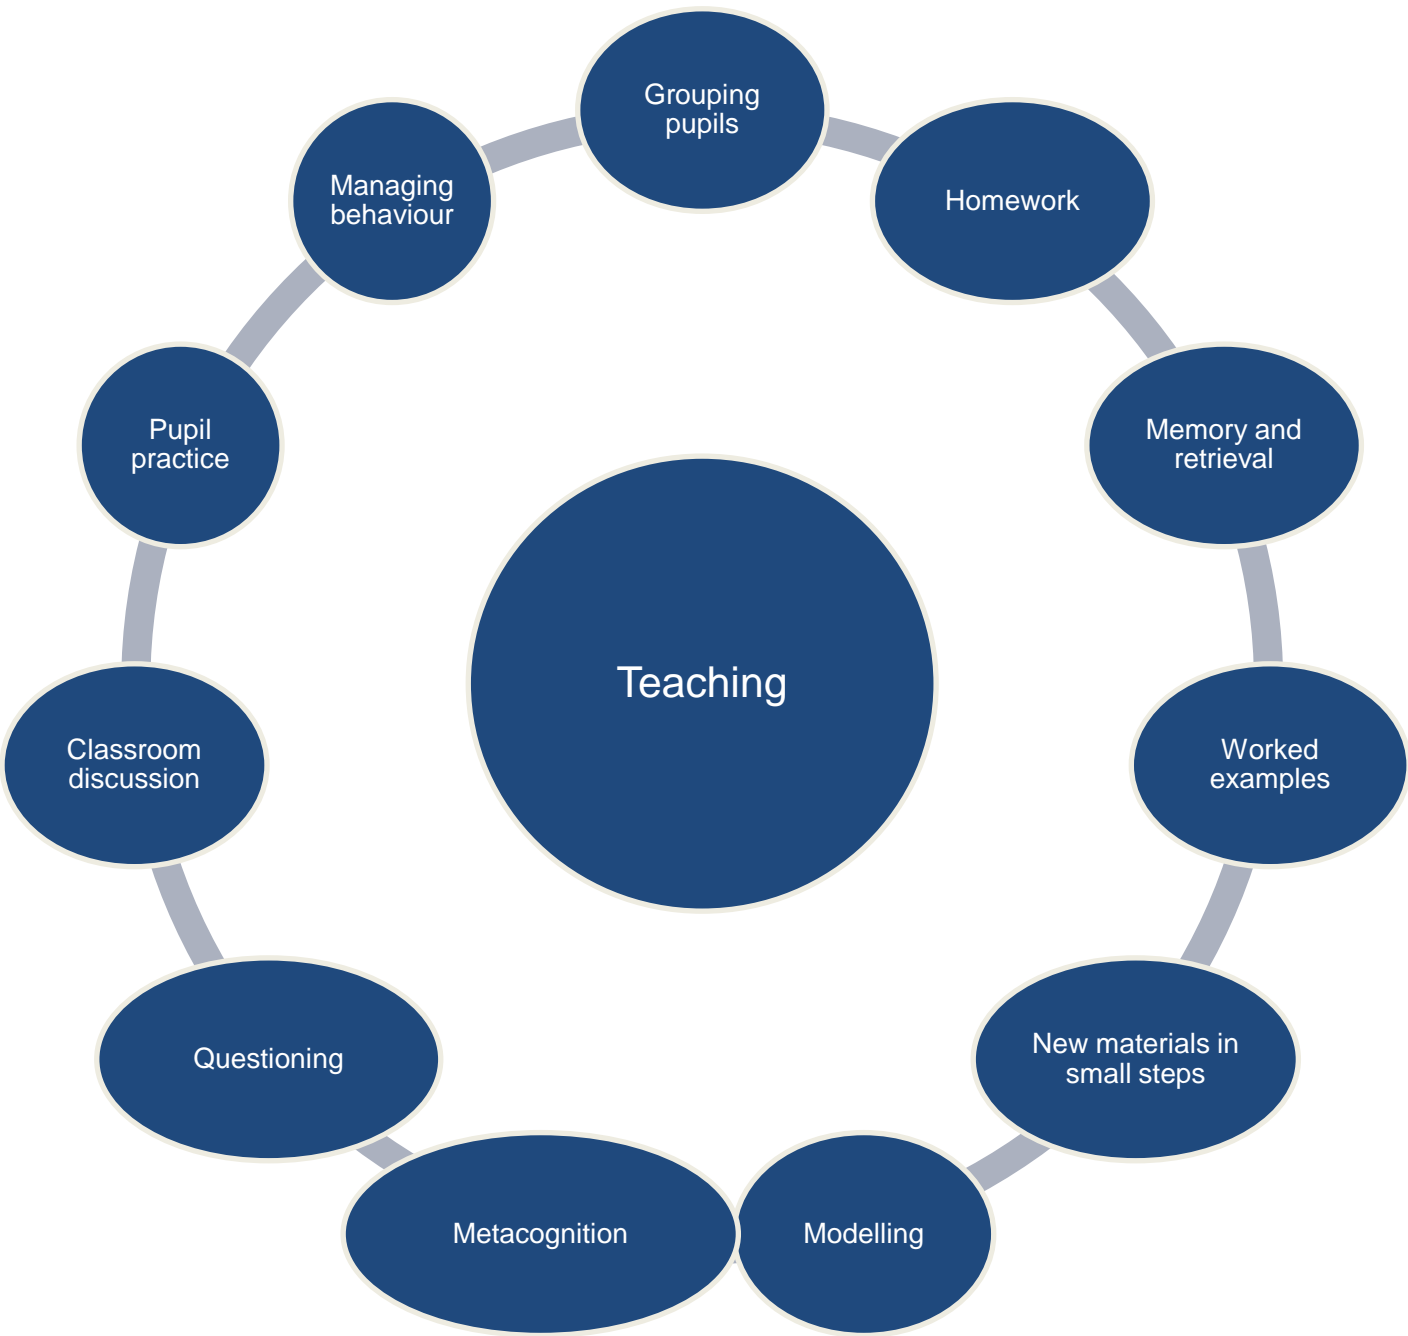 Grouping
pupils
Homework
Memory and
retrieval
Worked
examples
New materials in
small steps
Modelling
Metacognition
Questioning
Classroom
discussion
Pupil
practice
Managing
behaviour
Teaching